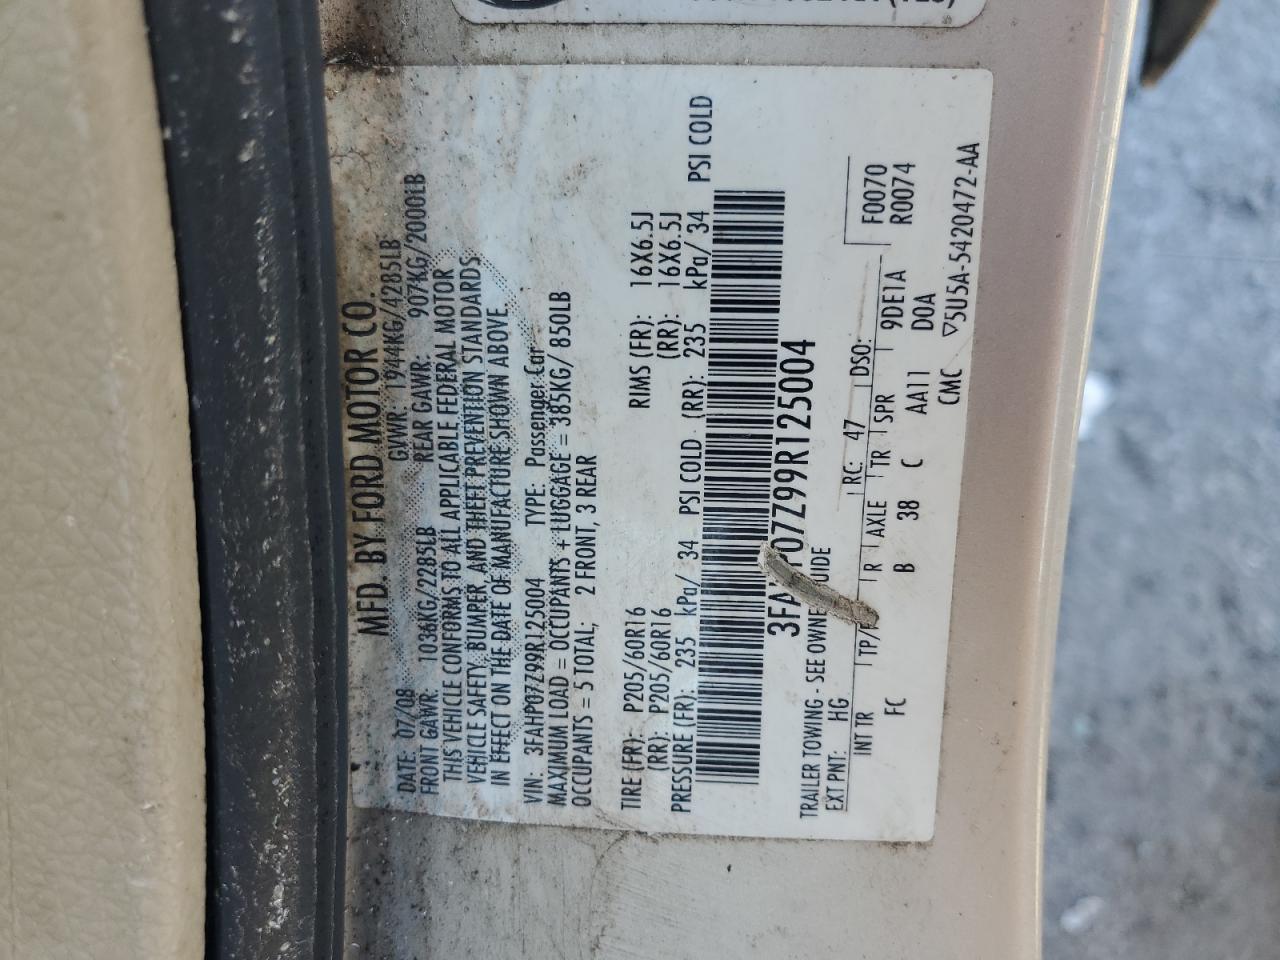 MFD. BY FORD MOTOR CO.
DATE: 07/08 GVWR: 1944KG/4285LB
FRONT GAWR: 1036KG/2285LB REAR GAWR: 907KG/2000LB
THIS VEHICLE CONFORMS TO ALL APPLICABLE FEDERAL MOTOR
VEHICLE SAFETY, BUMPER, AND THEFT PREVENTION STANDARDS
IN EFFECT ON THE DATE OF MANUFACTURE SHOWN ABOVE.
VIN: 3FAHP07Z99R125004 TYPE: Passenger Car
MAXIMUM LOAD = OCCUPANTS + LUGGAGE = 385KG/ 850LB
OCCUPANTS = 5 TOTAL; 2 FRONT, 3 REAR
TIRE (FR): P205/60R16 RIMS (FR): 16X6.5J
(RR): P205/60R16 (RR): 16X6.5J
PRESSURE (FR): 235 kPa/ 34 PSI COLD (RR): 235 kPa/ 34 PSI COLD
3FA P07Z99R125004
TRAILER TOWING - SEE OWNE UIDE
EXT PNT: HG RC: 47 DSO: F0070
INT TR TP/ R AXLE TR SPR 9DE1A R0074
FC B 38 C AA11 DOA
CMC ▽5U5A-5420472-AA